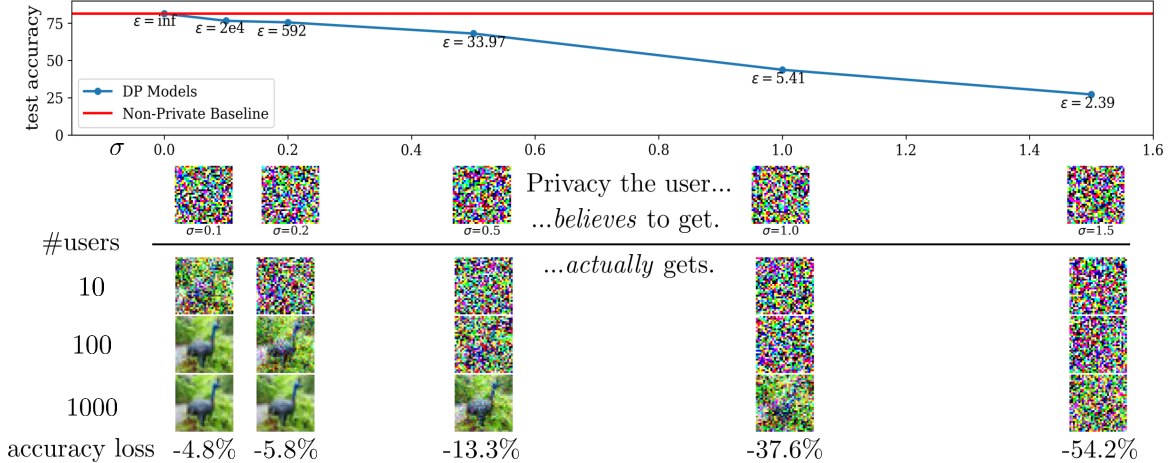 test accuracy
75
50
25
0
ε = inf
ε = 2e4
ε = 592
ε = 33.97
ε = 5.41
ε = 2.39
DP Models
Non-Private Baseline
σ
0.0 0.2 0.4 0.6 0.8 1.0 1.2 1.4 1.6
Privacy the user...
...believes to get.
σ=0.1 σ=0.2 σ=0.5 σ=1.0 σ=1.5
#users
...actually gets.
10
100
1000
accuracy loss -4.8% -5.8% -13.3% -37.6% -54.2%